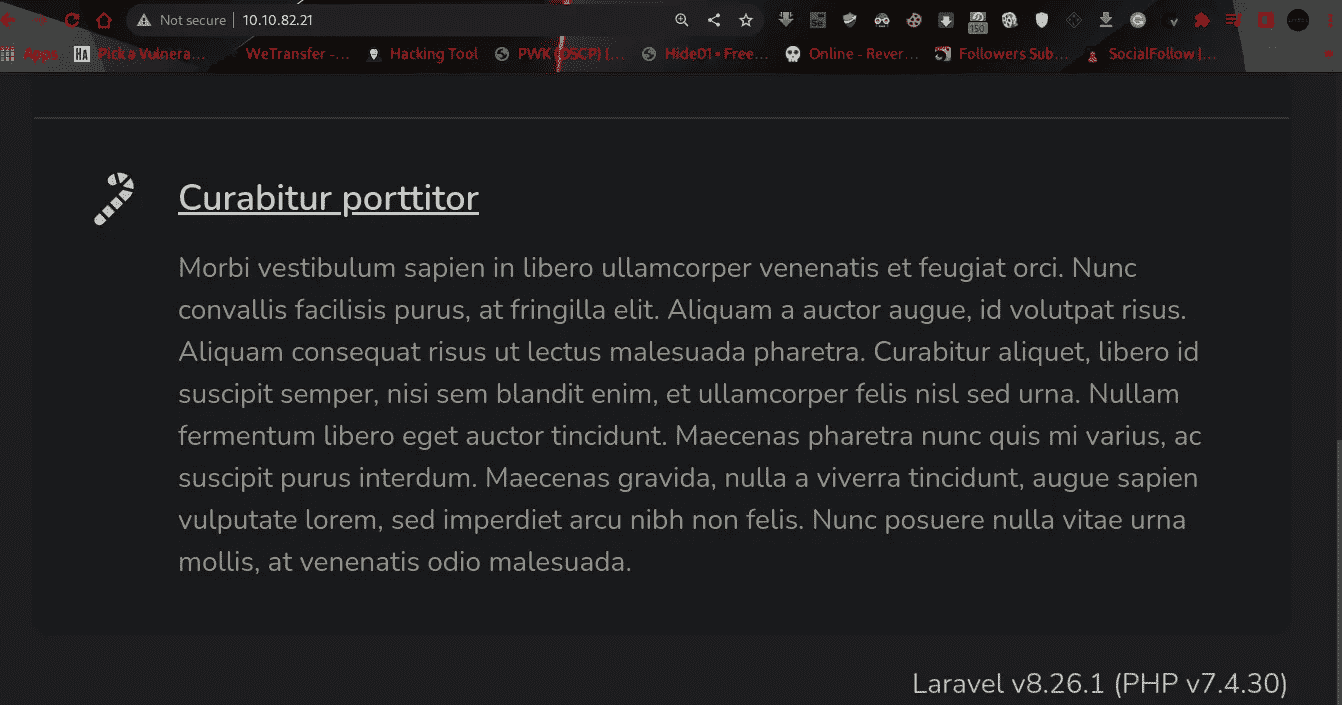 Not secure 10.10.82.21
150
Apps HA Pick a Vulnera... WeTransfer -... Hacking Tool PWK (OSCP) [... Hide01 • Free... Online - Rever... Followers Sub... SocialFollow |...
Curabitur porttitor
Morbi vestibulum sapien in libero ullamcorper venenatis et feugiat orci. Nunc
convallis facilisis purus, at fringilla elit. Aliquam a auctor augue, id volutpat risus.
Aliquam consequat risus ut lectus malesuada pharetra. Curabitur aliquet, libero id
suscipit semper, nisi sem blandit enim, et ullamcorper felis nisl sed urna. Nullam
fermentum libero eget auctor tincidunt. Maecenas pharetra nunc quis mi varius, ac
suscipit purus interdum. Maecenas gravida, nulla a viverra tincidunt, augue sapien
vulputate lorem, sed imperdiet arcu nibh non felis. Nunc posuere nulla vitae urna
mollis, at venenatis odio malesuada.
Laravel v8.26.1 (PHP v7.4.30)